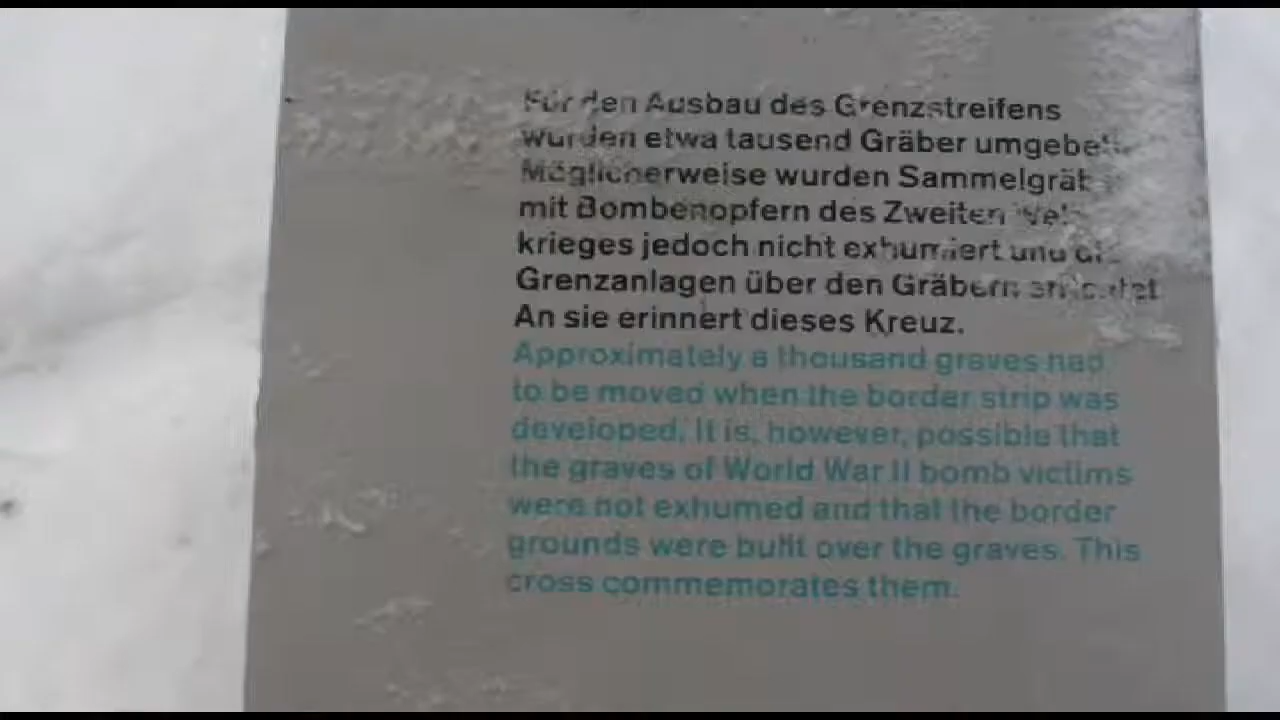 Für den Ausbau des Grenzstreifens
wurden etwa tausend Gräber
Möglicherweise wurden
mit Bombenopfern des Zweiten
krieges jedoch nicht exhumiert und
Grenzanlagen über den Gräbern
An sie erinnert dieses Kreuz.
Approximately a thousand graves had
to be moved when the border strip was
developed. It is, however, possible that
the graves of World War II bomb victims
were not exhumed and that the border
grounds were built over the graves. This
cross commemorates them.